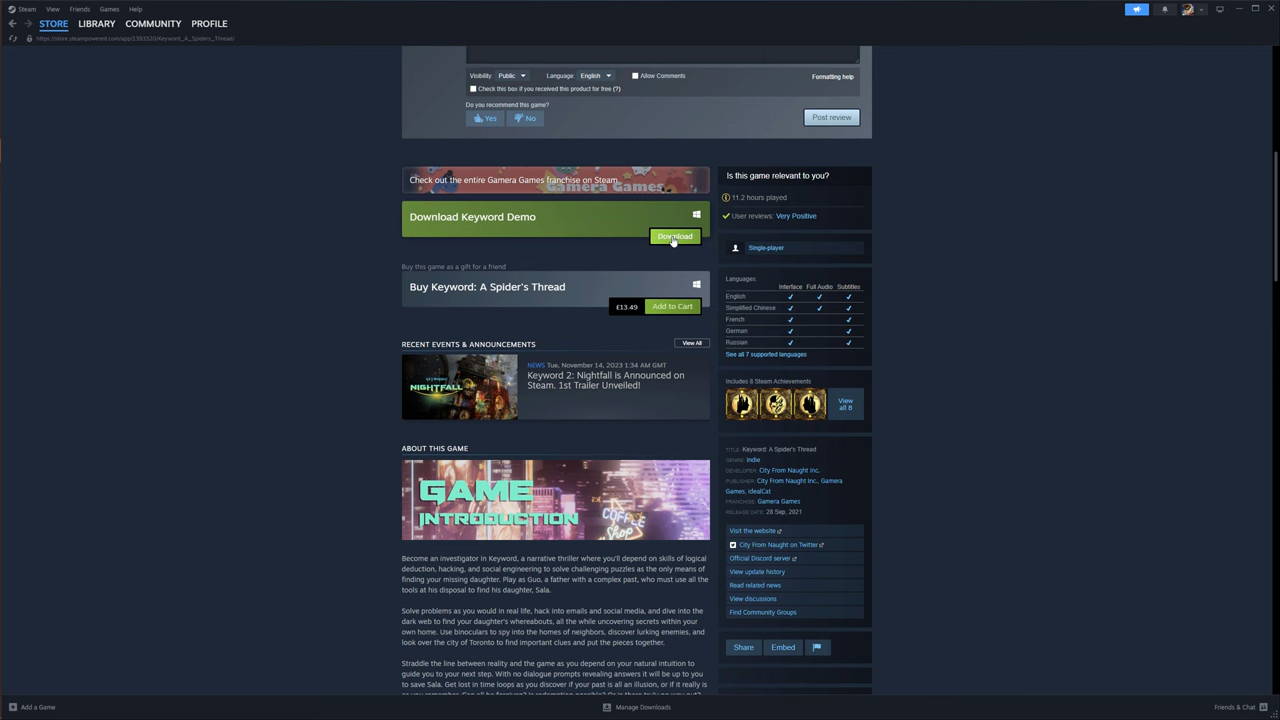 Steam View Friends Games Help
STORE LIBRARY COMMUNITY PROFILE
https://store.steampowered.com/app/1393320/Keyword_A_Spiders_Thread/
Visibility: Public Language: English Allow Comments Formatting help
Check this box if you received this product for free (?)
Do you recommend this game?
Yes No Post review
Check out the entire Gamera Games franchise on Steam
Gamera Games
Download Keyword Demo
Download
Buy this game as a gift for a friend
Buy Keyword: A Spider's Thread
£13.49 Add to Cart
RECENT EVENTS & ANNOUNCEMENTS View All
NIGHTFALL
NEWS Tue, November 14, 2023 1:34 AM GMT
Keyword 2: Nightfall is Announced on
Steam. 1st Trailer Unveiled!
ABOUT THIS GAME
GAME
INTRODUCTION
COFFLE
Shop
Become an investigator in Keyword, a narrative thriller where you'll depend on skills of logical
deduction, hacking, and social engineering to solve challenging puzzles as the only means of
finding your missing daughter. Play as Guo, a father with a complex past, who must use all the
tools at his disposal to find his daughter, Sala.
Solve problems as you would in real life, hack into emails and social media, and dive into the
dark web to find your daughter's whereabouts, all the while uncovering secrets within your
own home. Use binoculars to spy into the homes of neighbors, discover lurking enemies, and
look over the city of Toronto to find important clues and put the pieces together.
Straddle the line between reality and the game as you depend on your natural intuition to
guide you to your next step. With no dialogue prompts revealing answers it will be up to you
to save Sala. Get lost in time loops as you discover if your past is all an illusion, or if it really is
Is this game relevant to you?
11.2 hours played
User reviews: Very Positive
Single-player
Languages:
Interface Full Audio Subtitles
English ✔ ✔ ✔
Simplified Chinese ✔ ✔ ✔
French ✔ ✔
German ✔ ✔
Russian ✔ ✔
See all 7 supported languages
Includes 8 Steam Achievements
View
all 8
TITLE: Keyword: A Spider's Thread
GENRE: Indie
DEVELOPER: City From Naught Inc.
PUBLISHER: City From Naught Inc., Gamera
Games, IdealCat
FRANCHISE: Gamera Games
RELEASE DATE: 28 Sep, 2021
Visit the website
City From Naught on Twitter
Official Discord server
View update history
Read related news
View discussions
Find Community Groups
Share Embed
Add a Game Manage Downloads Friends & Chat